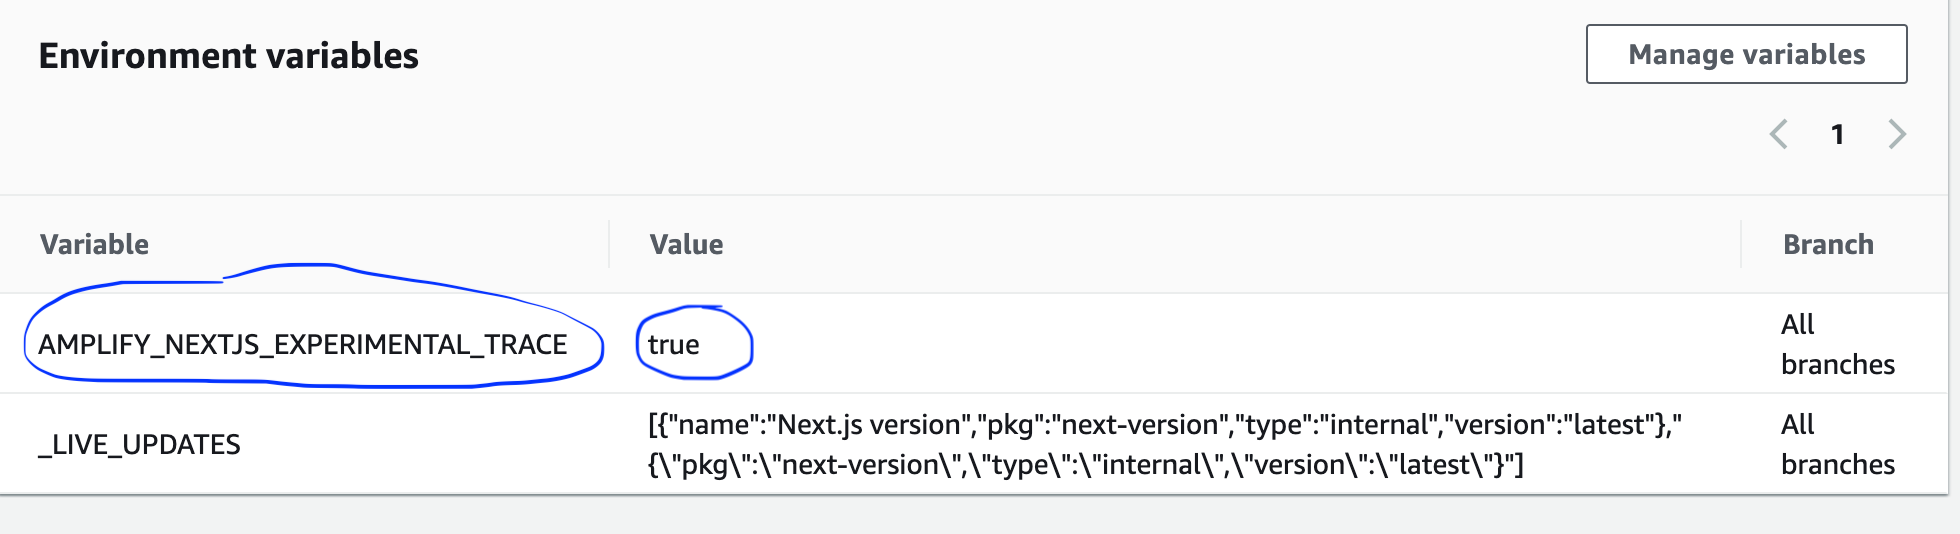 Environment variables
Manage variables
1
Variable
Value
Branch
AMPLIFY_NEXTJS_EXPERIMENTAL_TRACE
true
All
branches
_LIVE_UPDATES
[{"name":"Next.js version","pkg":"next-version","type":"internal","version":"latest"},"
{\"pkg\":\"next-version\",\"type\":\"internal\",\"version\":\"latest\"}"]
All
branches